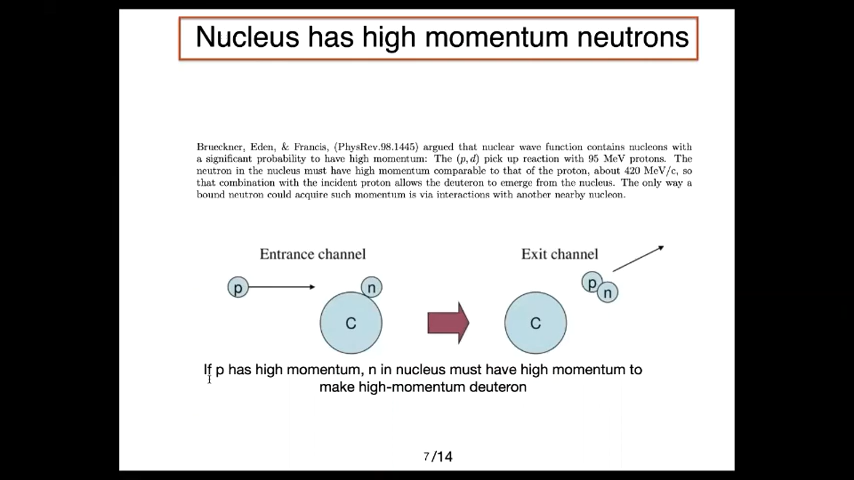 Nucleus has high momentum neutrons
Brueckner, Eden, & Francis, (PhysRev.98.1445) argued that nuclear wave function contains nucleons with
a significant probability to have high momentum: The (p, d) pick up reaction with 95 MeV protons. The
neutron in the nucleus must have high momentum comparable to that of the proton, about 420 MeV/c, so
that combination with the incident proton allows the deuteron to emerge from the nucleus. The only way a
bound neutron could acquire such momentum is via interactions with another nearby nucleon.
Entrance channel
Exit channel
p
n
C
p
n
C
If p has high momentum, n in nucleus must have high momentum to
make high-momentum deuteron
7/14